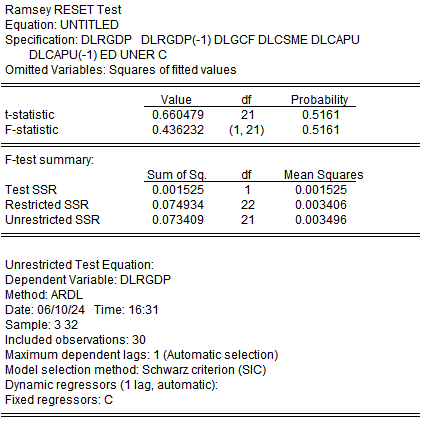 Ramsey RESET Test
Equation: UNTITLED
Specification: DLRGDP DLRGDP(-1) DLGCF DLCSME DLCAPU
DLCAPU(-1) ED UNER C
Omitted Variables: Squares of fitted values
Value df Probability
t-statistic 0.660479 21 0.5161
F-statistic 0.436232 (1, 21) 0.5161
F-test summary:
Sum of Sq. df Mean Squares
Test SSR 0.001525 1 0.001525
Restricted SSR 0.074934 22 0.003406
Unrestricted SSR 0.073409 21 0.003496
Unrestricted Test Equation:
Dependent Variable: DLRGDP
Method: ARDL
Date: 06/10/24 Time: 16:31
Sample: 3 32
Included observations: 30
Maximum dependent lags: 1 (Automatic selection)
Model selection method: Schwarz criterion (SIC)
Dynamic regressors (1 lag, automatic):
Fixed regressors: C